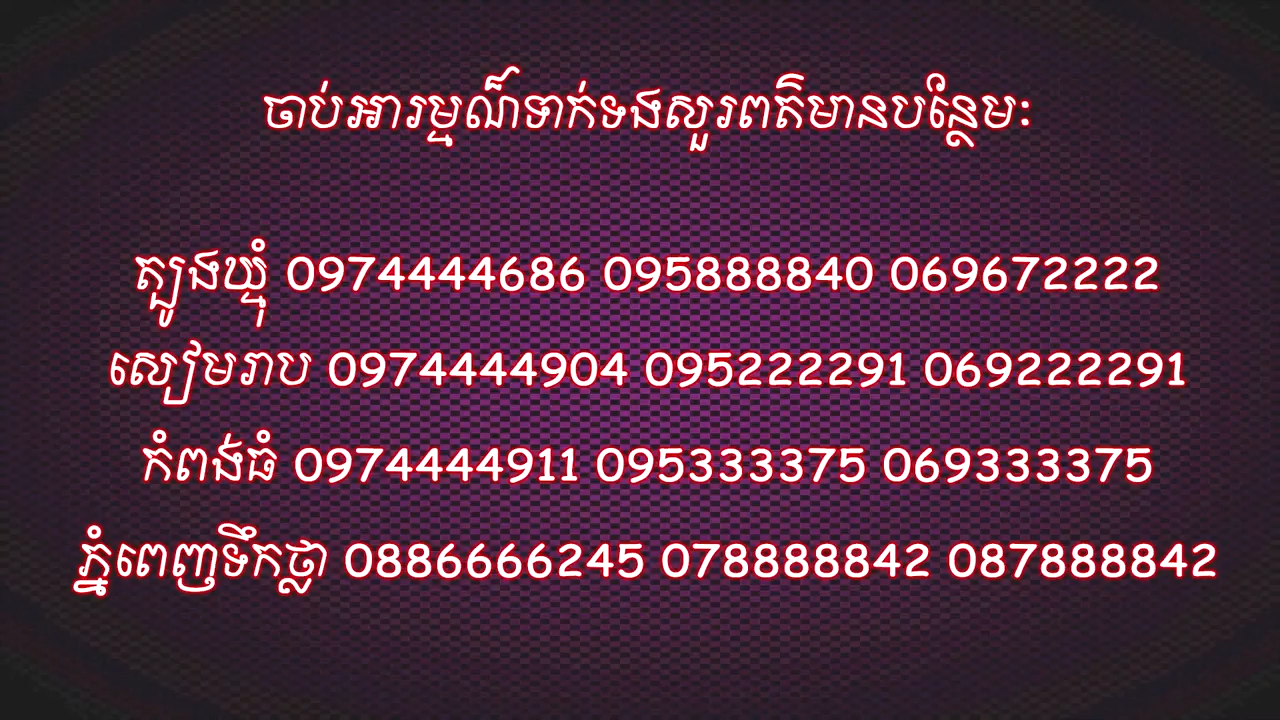 ចាប់អារម្មណ៍ទាក់ទងសួរពត៌មានបន្ថែម:
ត្បូងឃ្មុំ 0974444686 095888840 069672222
សៀមរាប 0974444904 095222291 069222291
កំពង់ធំ 0974444911 095333375 069333375
ភ្នំពេញទឹកថ្លា 0886666245 078888842 087888842